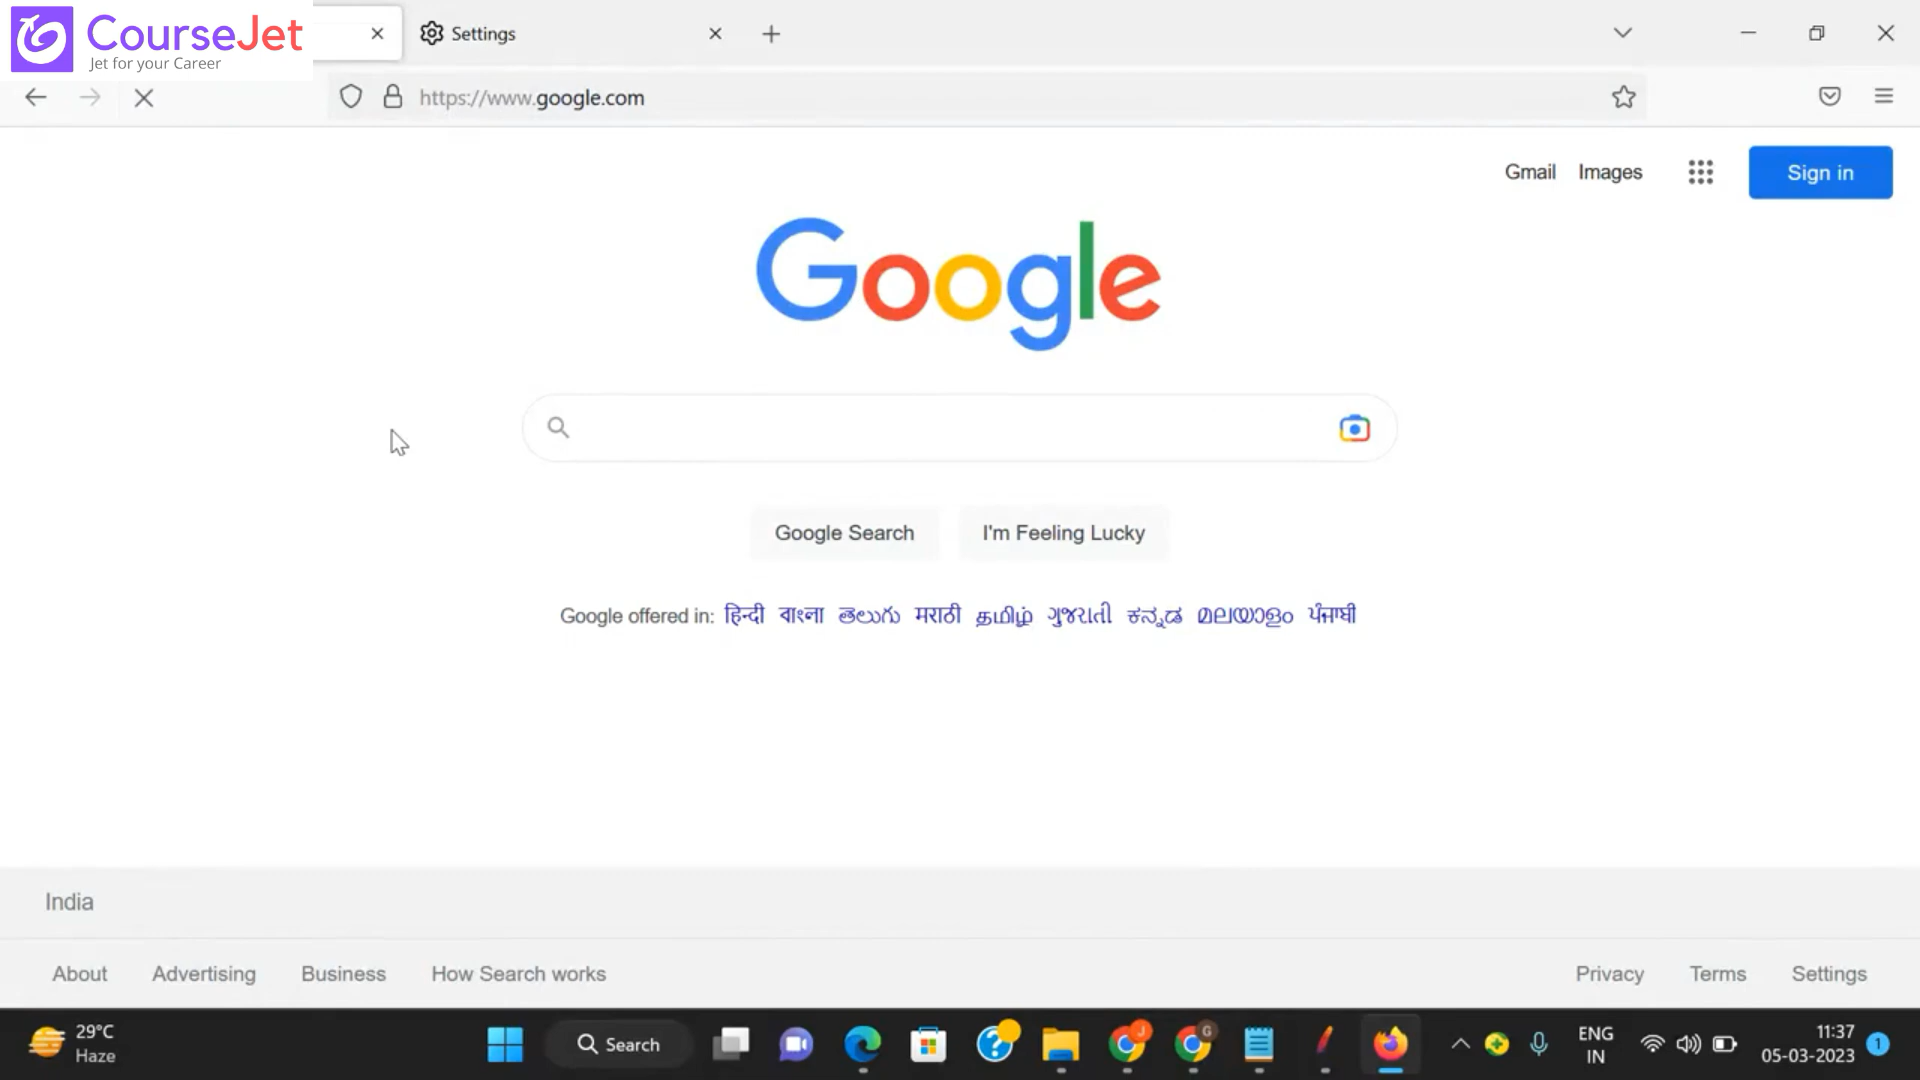 CourseJet
Jet for your Career
Settings
https://www.google.com
Gmail Images Sign in
Google
Google Search I'm Feeling Lucky
Google offered in: हिन्दी বাংলা తెలుగు मराठी தமிழ் ગુજરાતી ಕನ್ನಡ മലയാളം ਪੰਜਾਬੀ
India
About Advertising Business How Search works Privacy Terms Settings
29°C
Haze
Search
J
G
ENG
IN
11:37
05-03-2023
1